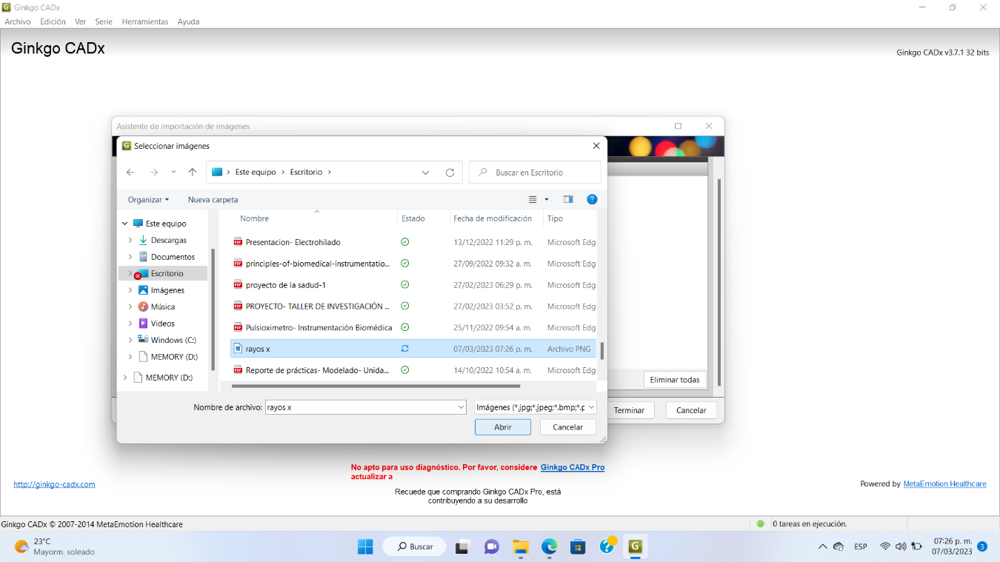 Ginkgo CADx
Archivo Edición Ver Serie Herramientas Ayuda
Ginkgo CADx
Ginkgo CADx v3.7.1 32 bits
Asistente de importación de imágenes
Seleccionar imágenes
Este equipo > Escritorio >
Buscar en Escritorio
Organizar
Nueva carpeta
Este equipo
Descargas
Documentos
Escritorio
Imágenes
Música
Videos
Windows (C:)
MEMORY (D:)
MEMORY (D:)
Nombre Estado Fecha de modificación Tipo
Presentacion- Electrohilado 13/12/2022 11:29 p. m. Microsoft Edg
principles-of-biomedical-instrumentatio... 27/09/2022 09:32 a. m. Microsoft Edg
proyecto de la sadud-1 27/02/2023 06:29 p. m. Microsoft Edg
PROYECTO- TALLER DE INVESTIGACIÓN ... 27/02/2023 03:52 p. m. Microsoft Edg
Pulsioximetro- Instrumentación Biomédica 25/11/2022 09:54 a. m. Microsoft Edg
rayos x 07/03/2023 07:26 p. m. Archivo PNG
Reporte de prácticas- Modelado- Unida... 14/10/2022 10:54 a. m. Microsoft Edg
Eliminar todas
Nombre de archivo: rayos x Imágenes (*.jpg;*.jpeg;*.bmp;*.p
Abrir Cancelar
Terminar Cancelar
No apto para uso diagnóstico. Por favor, considere Ginkgo CADx Pro
actualizar a
http://ginkgo-cadx.com
Powered by MetaEmotion Healthcare
Recuede que comprando Ginkgo CADx Pro, está
contribuyendo a su desarrollo
Ginkgo CADx © 2007-2014 MetaEmotion Healthcare
0 tareas en ejecución.
23°C
Mayorm. soleado
Buscar
ESP
07:26 p. m.
07/03/2023
3